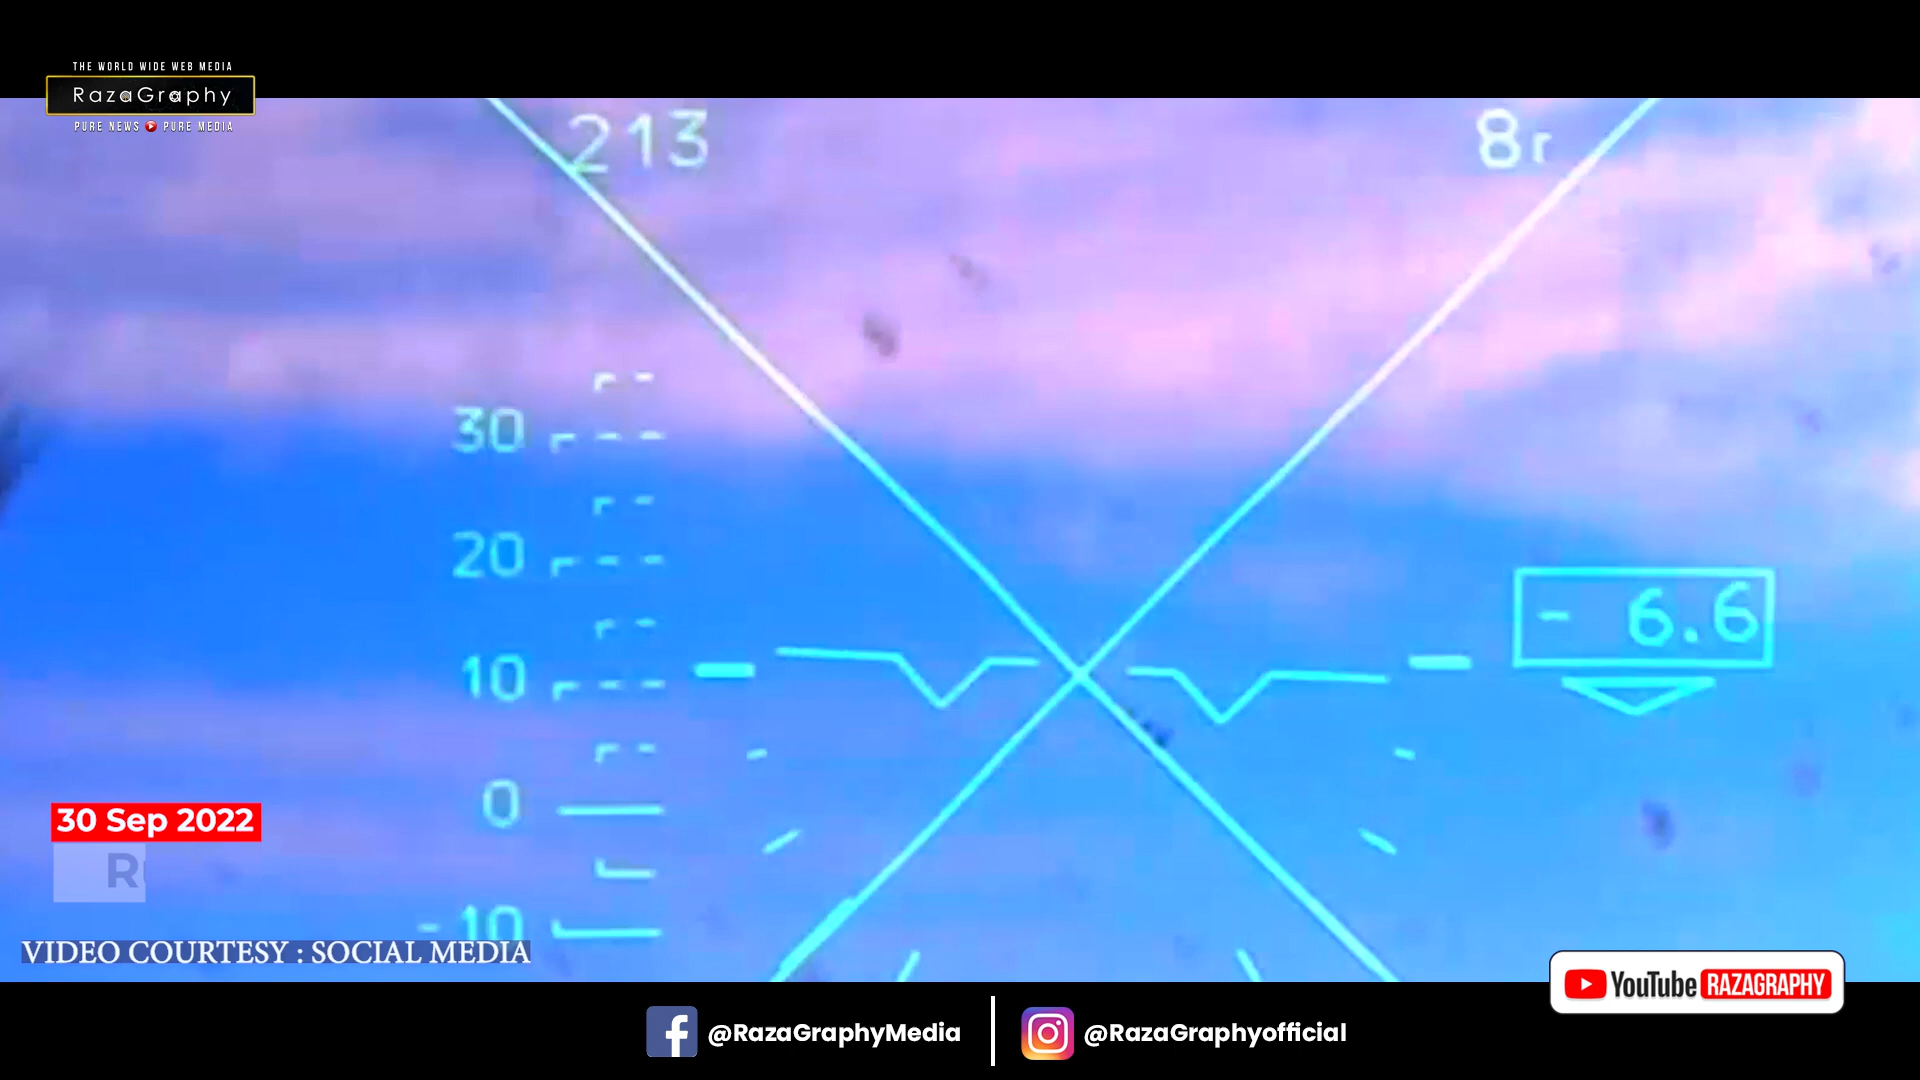 THE WORLD WIDE WEB MEDIA
RazaGraphy
PURE NEWS PURE MEDIA
213
8r
30
20
10
0
-10
- 6.6
30 Sep 2022
VIDEO COURTESY : SOCIAL MEDIA
YouTube RAZAGRAPHY
@RazaGraphyMedia
@RazaGraphyofficial